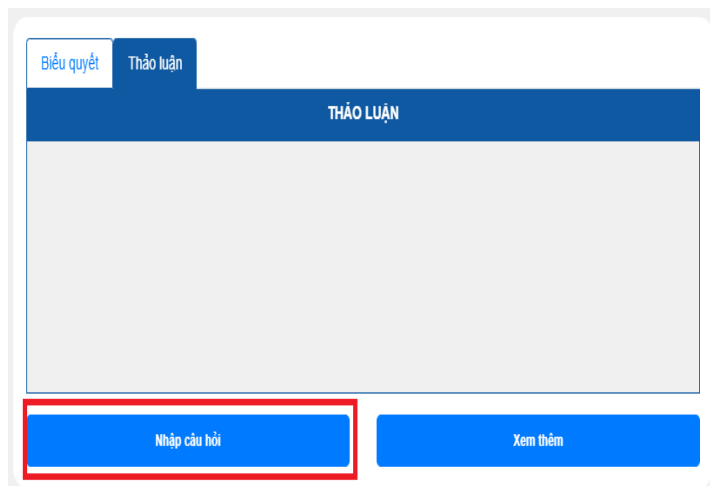 Biểu quyết Thảo luận
THẢO LUẬN
Nhập câu hỏi Xem thêm